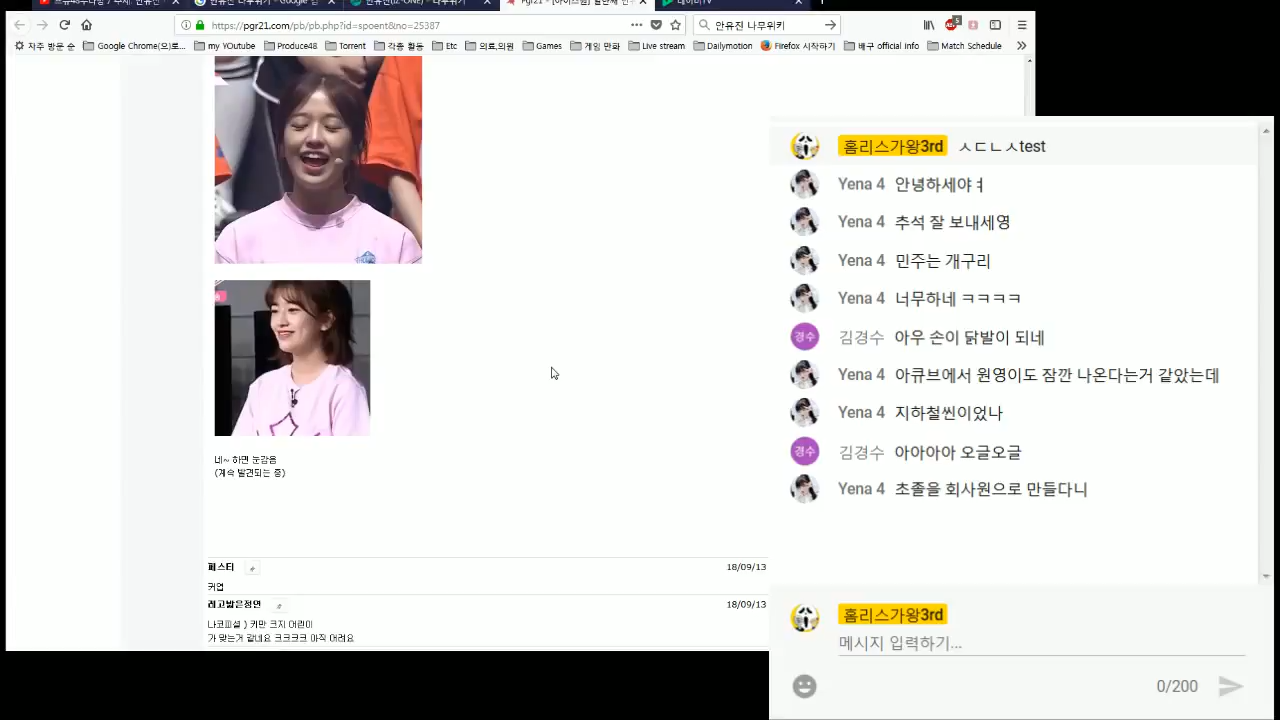 https://pgr21.com/pb/pb.php?id=spoent&no=25387
안유진 나무위키
자주 방문 순
Google Chrome(으)로...
my YOutube
Produce48
Torrent
각종 활동
Etc
의료,의원
Games
게임 만화
Live stream
Dailymotion
Firefox 시작하기
배구 official info
Match Schedule
네~ 하면 눈감음
(계속 발견되는 중)
페스티
18/09/13
커엽
레고밟은정연
18/09/13
나코피셜 ) 키만 크지 어린이
가 맞는거 같네요 크크크크 아직 어려요
홈리스가왕3rd ㅅㄷㄴㅅtest
Yena 4 안녕하세야ㅕ
Yena 4 추석 잘 보내세영
Yena 4 민주는 개구리
Yena 4 너무하네 ㅋㅋㅋㅋ
경수 김경수 아우 손이 닭발이 되네
Yena 4 아큐브에서 원영이도 잠깐 나온다는거 같았는데
Yena 4 지하철씬이었나
경수 김경수 아아아아 오글오글
Yena 4 초졸을 회사원으로 만들다니
홈리스가왕3rd
메시지 입력하기...
0/200